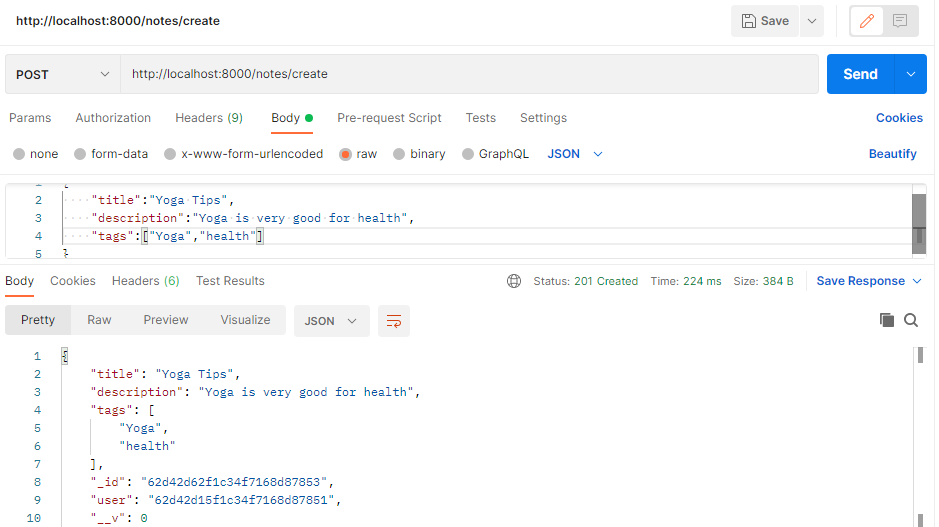 http://localhost:8000/notes/create Save
POST http://localhost:8000/notes/create Send
Params Authorization Headers (9) Body Pre-request Script Tests Settings Cookies
none form-data x-www-form-urlencoded raw binary GraphQL JSON Beautify
1 {
2 "title":"Yoga Tips",
3 "description":"Yoga is very good for health",
4 "tags":["Yoga","health"]
5 }
Body Cookies Headers (6) Test Results Status: 201 Created Time: 224 ms Size: 384 B Save Response
Pretty Raw Preview Visualize JSON
1 {
2 "title": "Yoga Tips",
3 "description": "Yoga is very good for health",
4 "tags": [
5 "Yoga",
6 "health"
7 ],
8 "_id": "62d42d62f1c34f7168d87853",
9 "user": "62d42d15f1c34f7168d87851",
10 "__v": 0